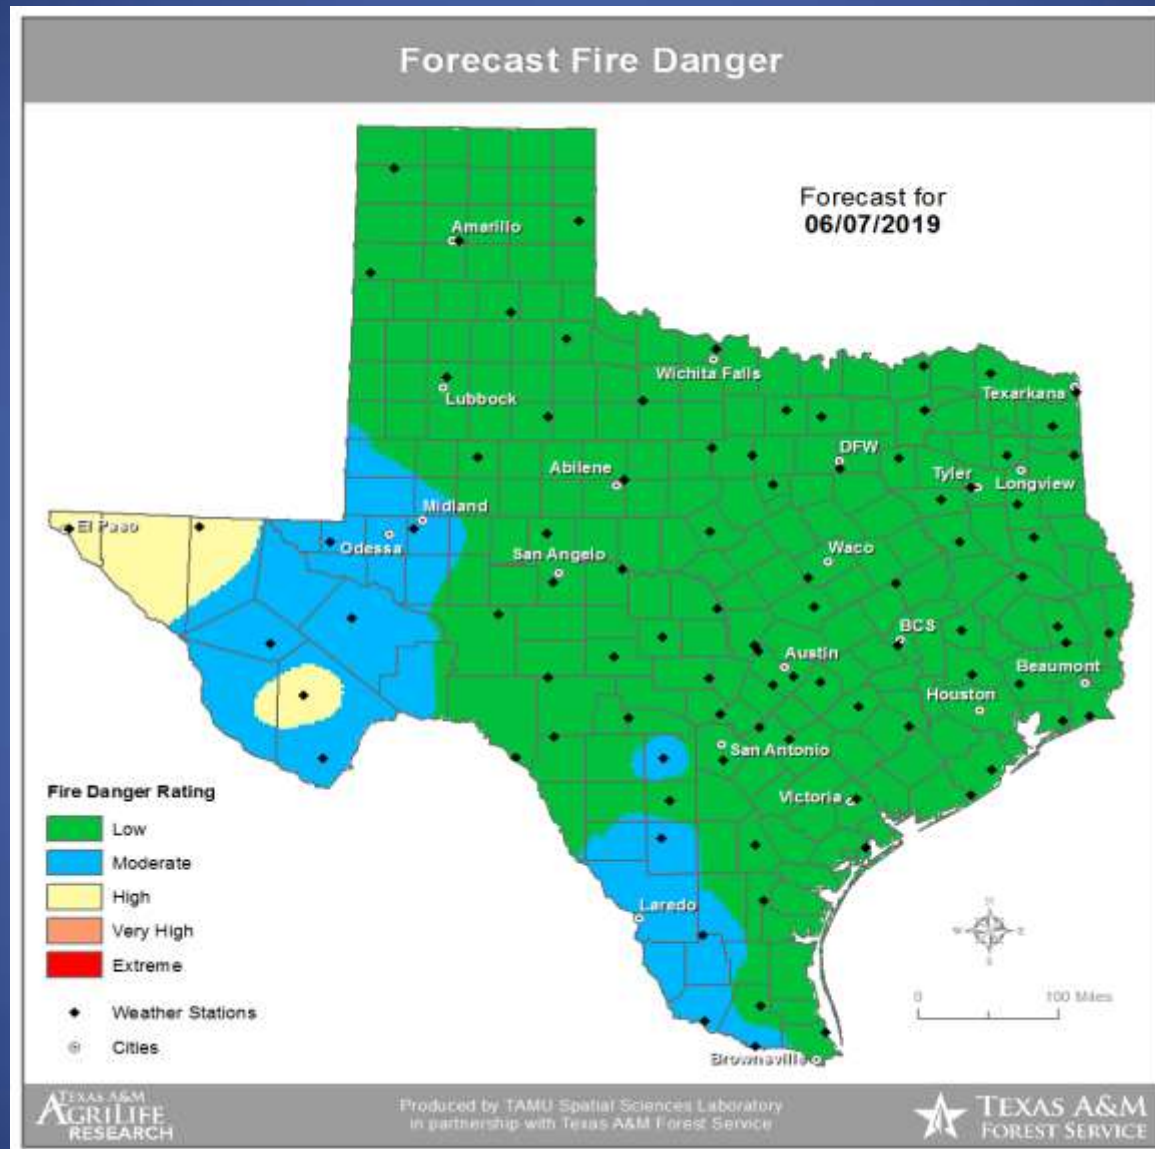 Forecast Fire Danger
Forecast for
06/07/2019
Amarillo
Wichita Falls
Lubbock
Texarkana
DFW
Abilene
Tyler
Longview
Midland
El Paso
Odessa
San Angelo
Waco
BCS
Austin
Beaumont
Houston
San Antonio
Victoria
Laredo
Brownsville
Fire Danger Rating
Low
Moderate
High
Very High
Extreme
Weather Stations
Cities
N
W
E
S
0
100 Miles
TEXAS A&M
AGRILIFE
RESEARCH
Produced by TAMU Spatial Sciences Laboratory
in partnership with Texas A&M Forest Service
TEXAS A&M
FOREST SERVICE